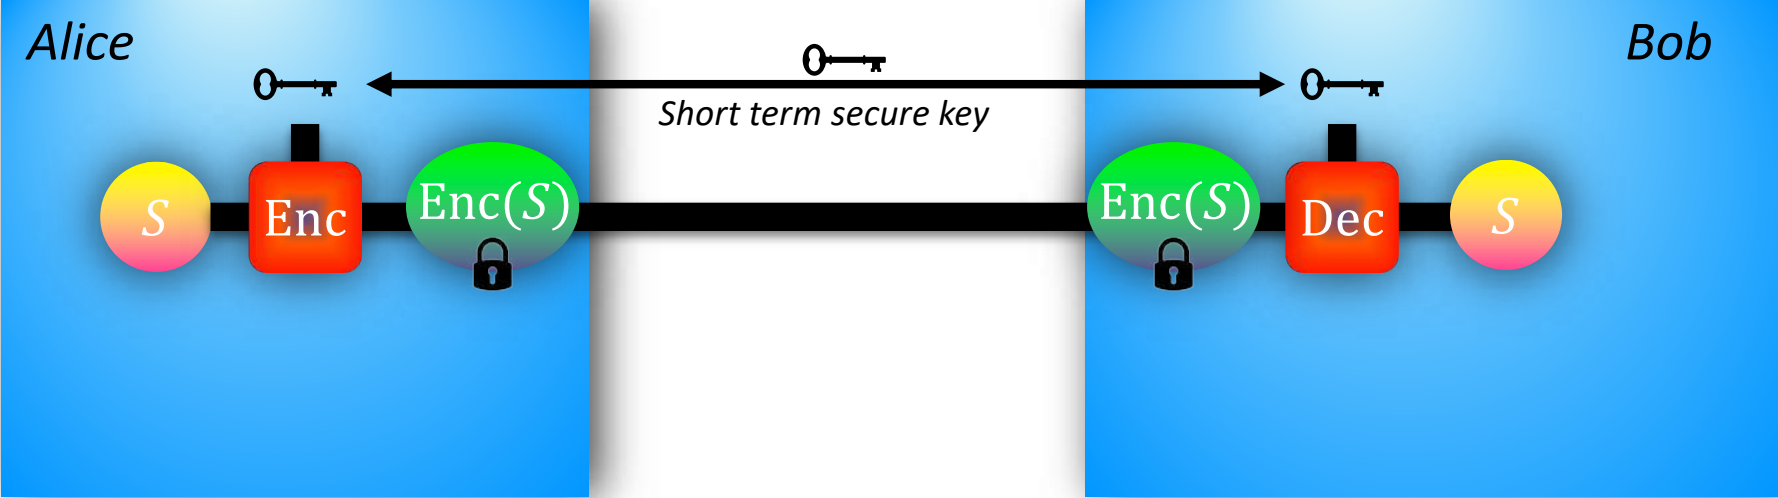 Alice
Bob
Short term secure key
S
Enc
Enc(S)
Enc(S)
Dec
S